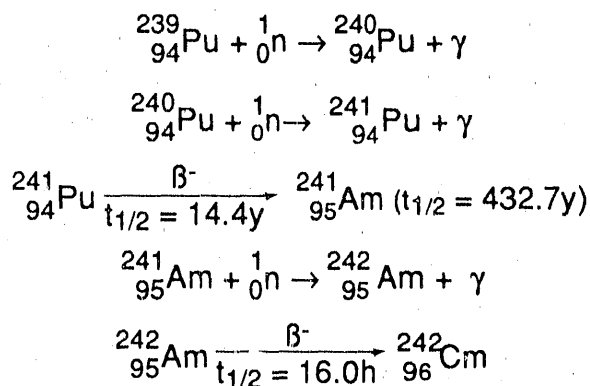 ²³⁹₉₄Pu + ¹₀n → ²⁴⁰₉₄Pu + γ
²⁴⁰₉₄Pu + ¹₀n → ²⁴¹₉₄Pu + γ
²⁴¹₉₄Pu —β⁻/t₁/₂ = 14.4y→ ²⁴¹₉₅Am (t₁/₂ = 432.7y)
²⁴¹₉₅Am + ¹₀n → ²⁴²₉₅Am + γ
²⁴²₉₅Am —β⁻/t₁/₂ = 16.0h→ ²⁴²₉₆Cm